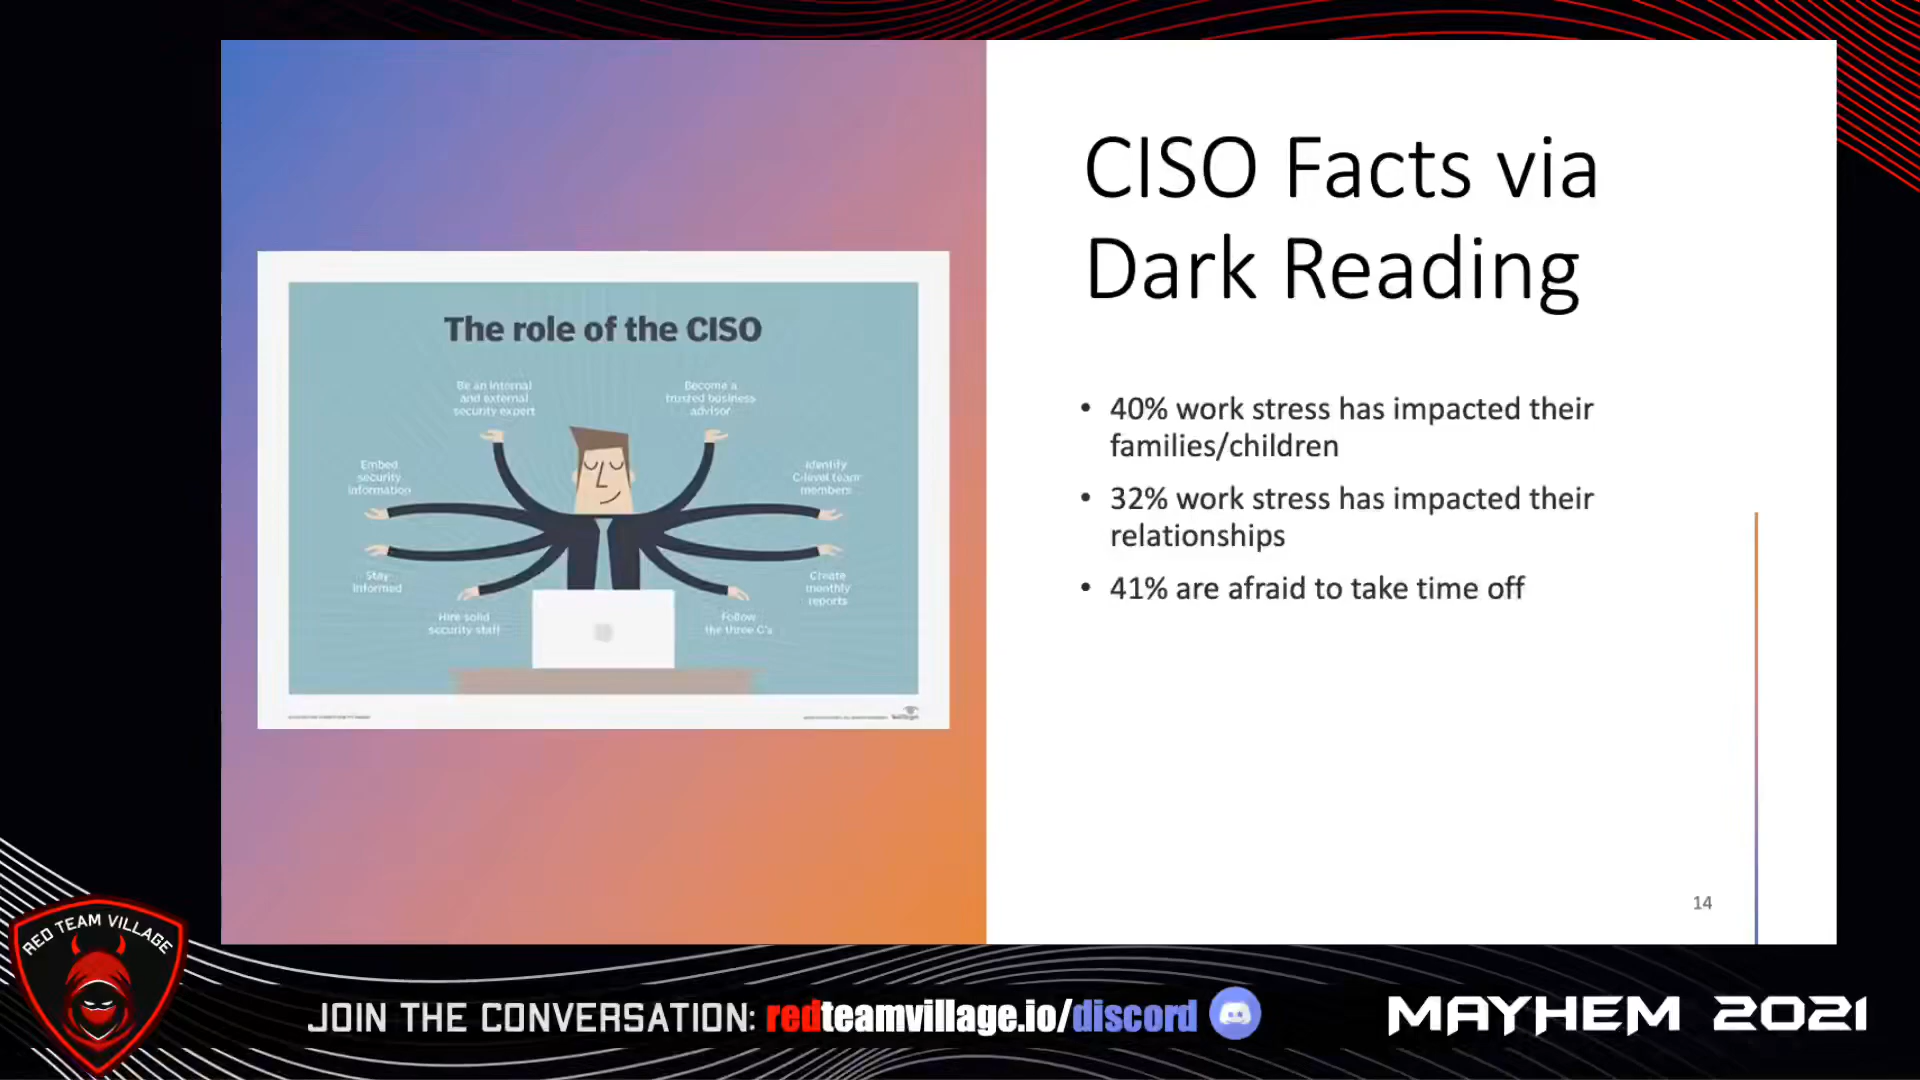 The role of the CISO
Be an internal
and external
security expert
Become a
trusted business
advisor
Embed
security
information
Identify
C-level team
members
Stay
informed
Create
monthly
reports
Hire solid
security staff
Follow
the three C's
CISO Facts via
Dark Reading
• 40% work stress has impacted their
families/children
• 32% work stress has impacted their
relationships
• 41% are afraid to take time off
14
RED TEAM VILLAGE
JOIN THE CONVERSATION: redteamvillage.io/discord
MAYHEM 2021